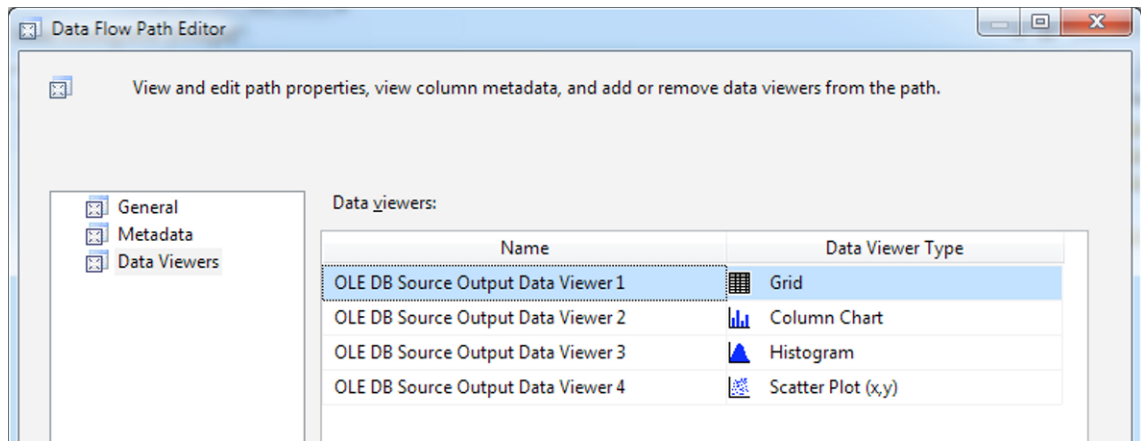 Data Flow Path Editor
View and edit path properties, view column metadata, and add or remove data viewers from the path.
General
Metadata
Data Viewers
Data viewers:
Name Data Viewer Type
OLE DB Source Output Data Viewer 1 Grid
OLE DB Source Output Data Viewer 2 Column Chart
OLE DB Source Output Data Viewer 3 Histogram
OLE DB Source Output Data Viewer 4 Scatter Plot (x,y)